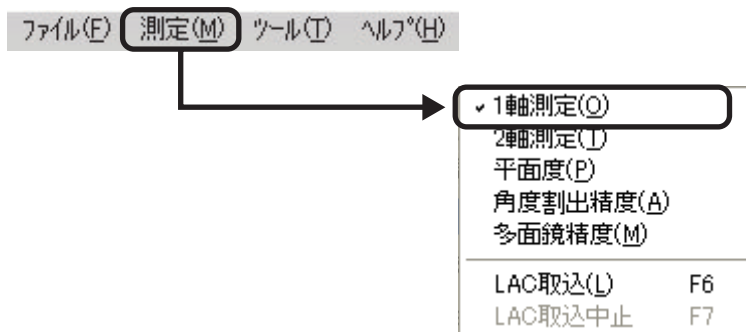 ﾌｧｲﾙ(F) 測定(M) ﾂｰﾙ(T) ﾍﾙﾌﾟ(H)
1軸測定(O)
2軸測定(T)
平面度(P)
角度割出精度(A)
多面鏡精度(M)
LAC取込(L) F6
LAC取込中止 F7